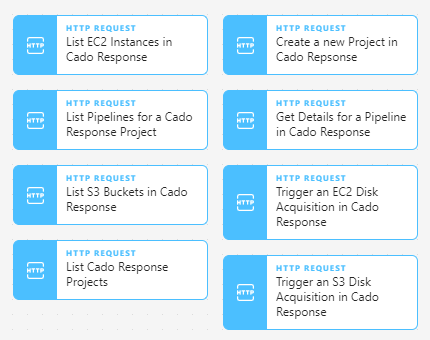 HTTP REQUEST
HTTP
List EC2 Instances in
Cado Response
HTTP REQUEST
HTTP
List Pipelines for a Cado
Response Project
HTTP REQUEST
HTTP
List S3 Buckets in Cado
Response
HTTP REQUEST
HTTP
List Cado Response
Projects
HTTP REQUEST
HTTP
Create a new Project in
Cado Repsonse
HTTP REQUEST
HTTP
Get Details for a Pipeline
in Cado Response
HTTP REQUEST
HTTP
Trigger an EC2 Disk
Acquisition in Cado
Response
HTTP REQUEST
HTTP
Trigger an S3 Disk
Acquisition in Cado
Response